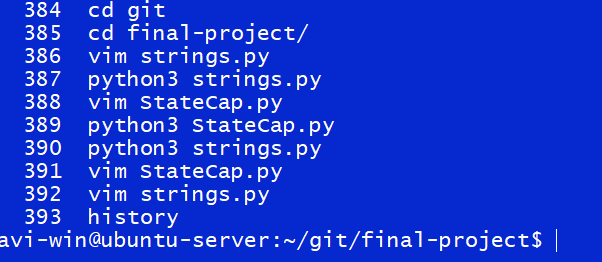 384 cd git
385 cd final-project/
386 vim strings.py
387 python3 strings.py
388 vim StateCap.py
389 python3 StateCap.py
390 python3 strings.py
391 vim StateCap.py
392 vim strings.py
393 history
avi-win@ubuntu-server:~/git/final-project$